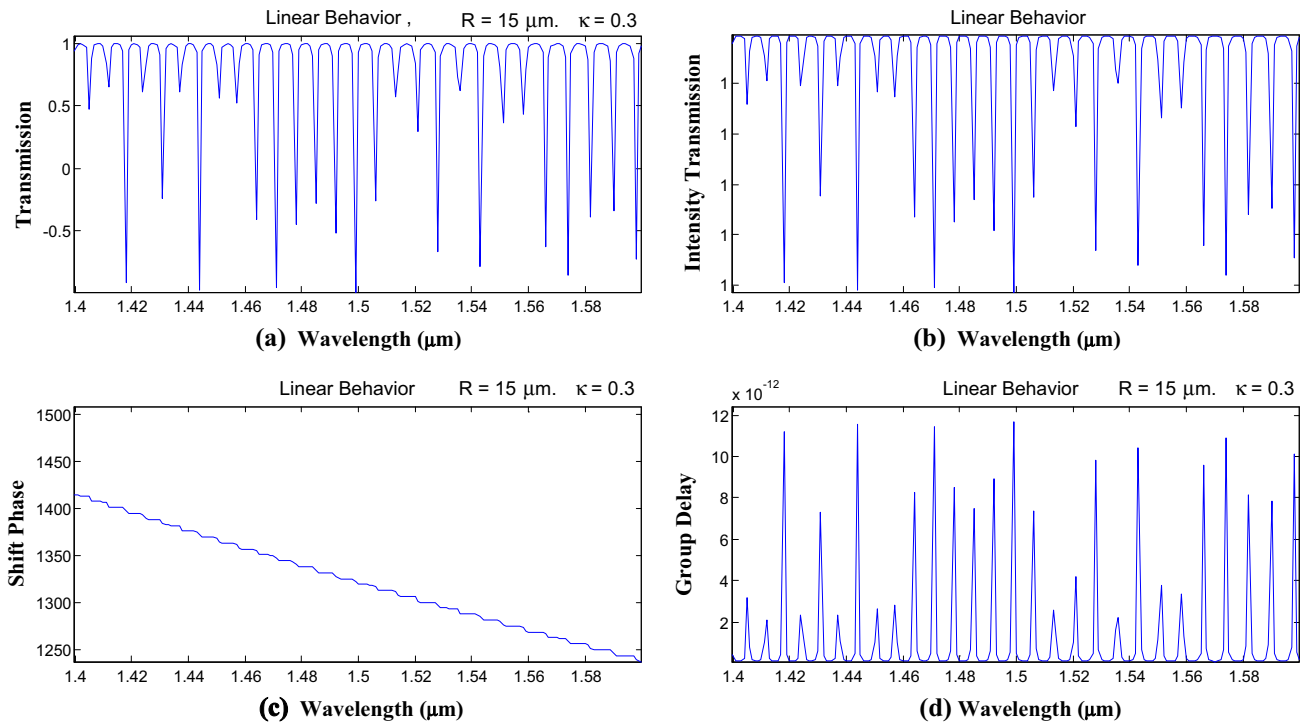 Linear Behavior , R = 15 μm. κ = 0.3
Transmission
1
0.5
0
-0.5
1.4 1.42 1.44 1.46 1.48 1.5 1.52 1.54 1.56 1.58
(a) Wavelength (μm)
Linear Behavior
Intensity Transmission
1
1
1
1
1
1.4 1.42 1.44 1.46 1.48 1.5 1.52 1.54 1.56 1.58
(b) Wavelength (μm)
Linear Behavior R = 15 μm. κ = 0.3
Shift Phase
1500
1450
1400
1350
1300
1250
1.4 1.42 1.44 1.46 1.48 1.5 1.52 1.54 1.56 1.58
(c) Wavelength (μm)
x 10-12 Linear Behavior R = 15 μm. κ = 0.3
Group Delay
12
10
8
6
4
2
1.4 1.42 1.44 1.46 1.48 1.5 1.52 1.54 1.56 1.58
(d) Wavelength (μm)